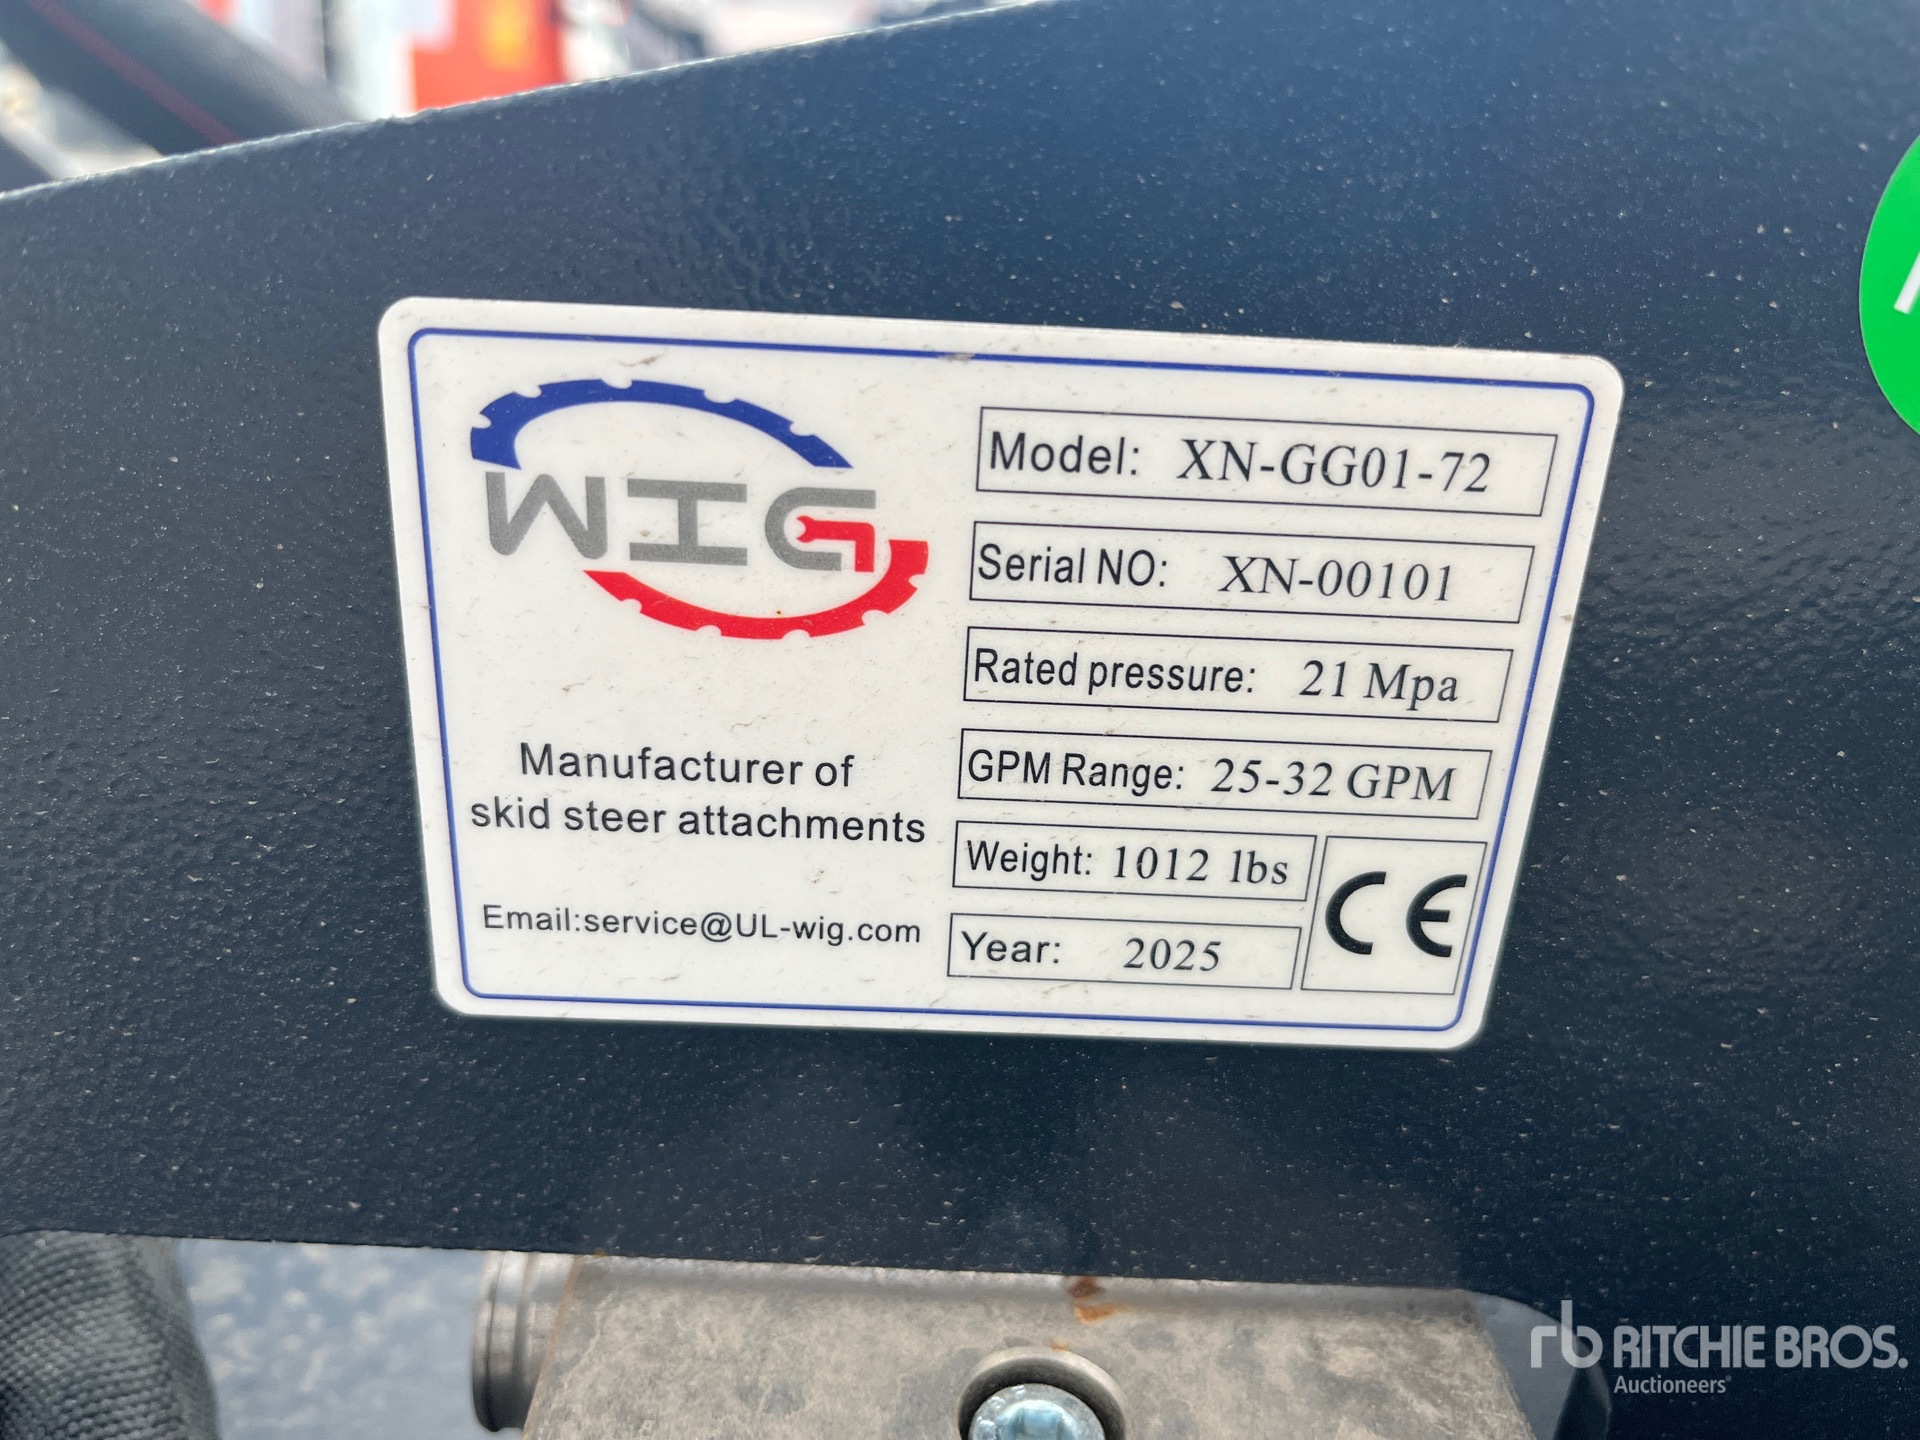 WIG
Manufacturer of
skid steer attachments
Email:service@UL-wig.com
Model: XN-GG01-72
Serial NO: XN-00101
Rated pressure: 21 Mpa
GPM Range: 25-32 GPM
Weight: 1012 lbs
Year: 2025
CE
rb RITCHIE BROS.
Auctioneers